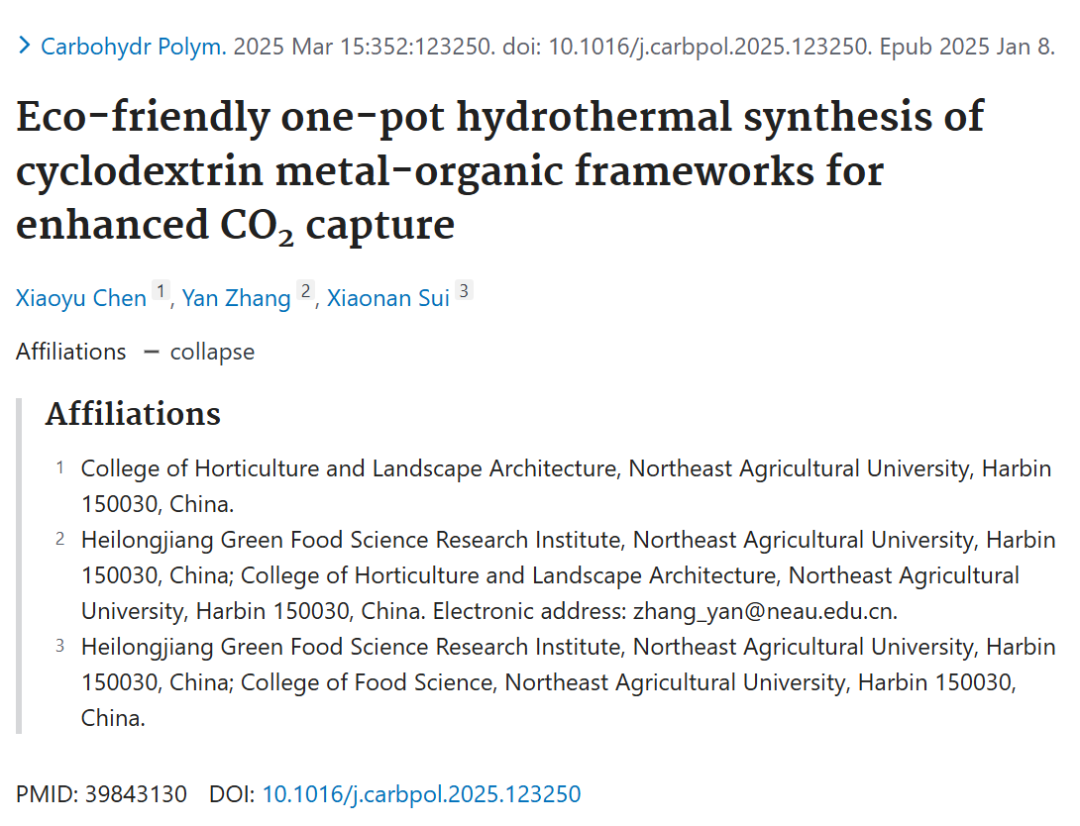 Carbohydr Polym. 2025 Mar 15:352:123250. doi: 10.1016/j.carbpol.2025.123250. Epub 2025 Jan 8.
Eco-friendly one-pot hydrothermal synthesis of
cyclodextrin metal-organic frameworks for
enhanced CO₂ capture
Xiaoyu Chen 1, Yan Zhang 2, Xiaonan Sui 3
Affiliations — collapse
Affiliations
1 College of Horticulture and Landscape Architecture, Northeast Agricultural University, Harbin
150030, China.
2 Heilongjiang Green Food Science Research Institute, Northeast Agricultural University, Harbin
150030, China; College of Horticulture and Landscape Architecture, Northeast Agricultural
University, Harbin 150030, China. Electronic address: zhang_yan@neau.edu.cn.
3 Heilongjiang Green Food Science Research Institute, Northeast Agricultural University, Harbin
150030, China; College of Food Science, Northeast Agricultural University, Harbin 150030,
China.
PMID: 39843130 DOI: 10.1016/j.carbpol.2025.123250